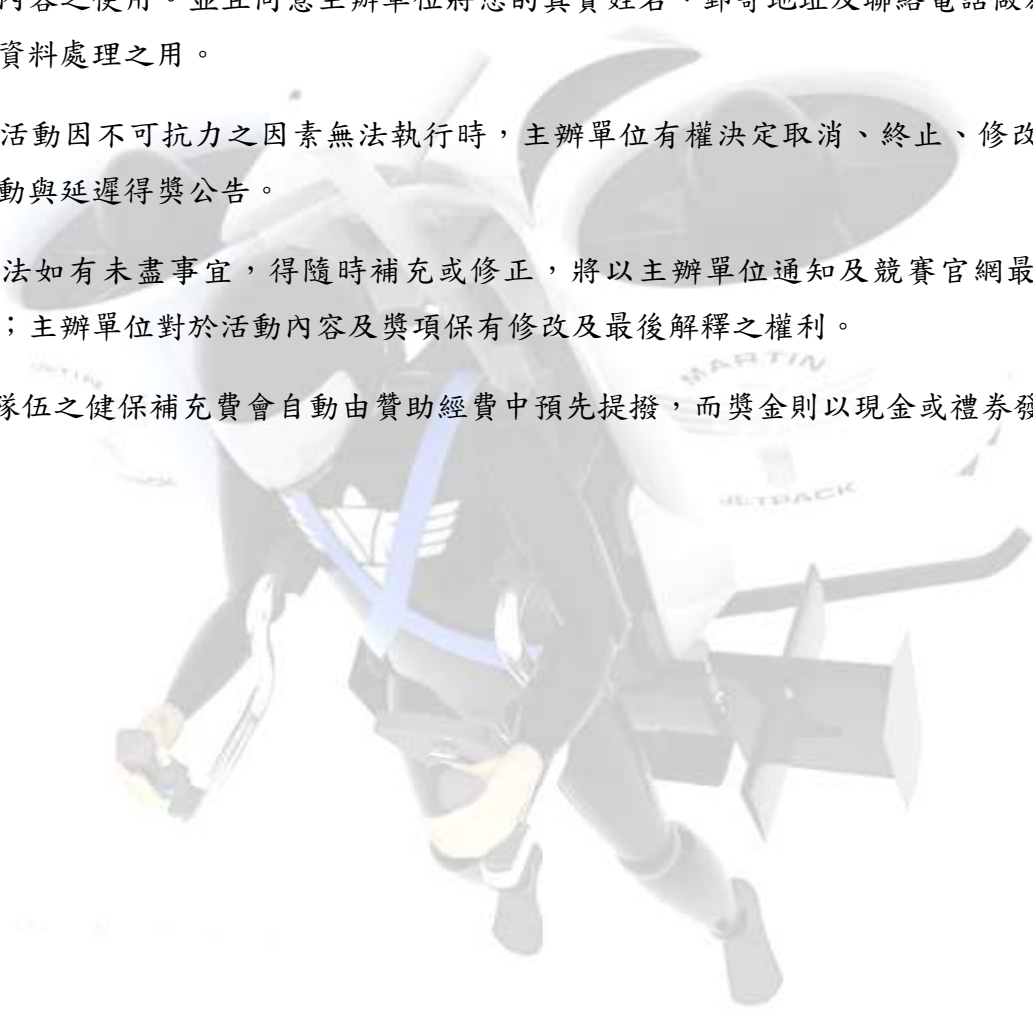 內容之使用。並且同意主辦單位將您的真實姓名、郵寄地址及聯絡電話做為
資料處理之用。
活動因不可抗力之因素無法執行時，主辦單位有權決定取消、終止、修改
動與延遲得獎公告。
法如有未盡事宜，得隨時補充或修正，將以主辦單位通知及競賽官網最
；主辦單位對於活動內容及獎項保有修改及最後解釋之權利。
隊伍之健保補充費會自動由贊助經費中預先提撥，而獎金則以現金或禮券發
MARTIN
JETPACK